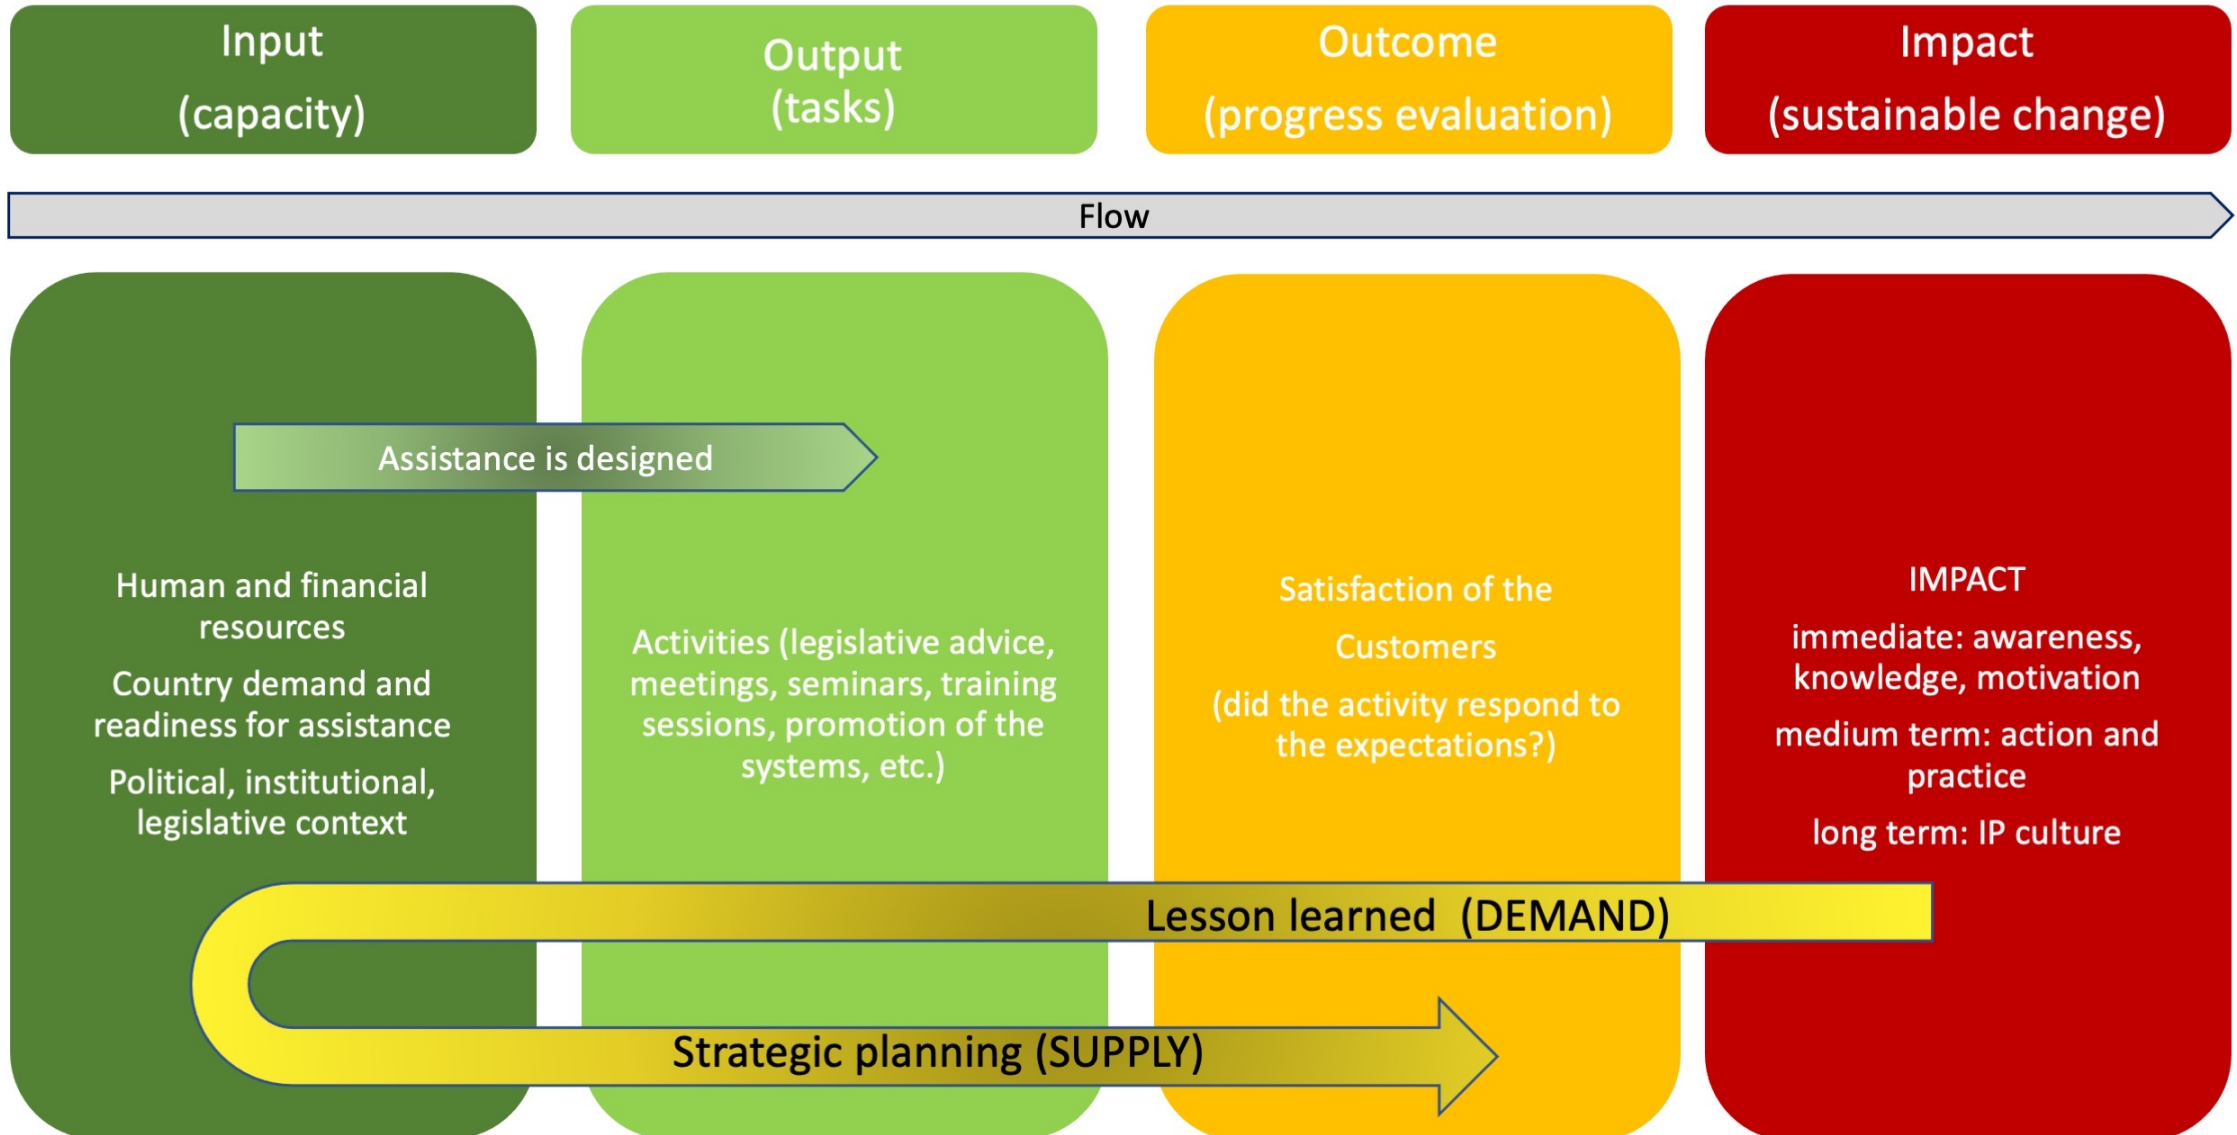 Input
(capacity)
Output
(tasks)
Outcome
(progress evaluation)
Impact
(sustainable change)
Flow
Assistance is designed
Human and financial
resources
Country demand and
readiness for assistance
Political, institutional,
legislative context
Activities (legislative advice,
meetings, seminars, training
sessions, promotion of the
systems, etc.)
Satisfaction of the
Customers
(did the activity respond to
the expectations?)
IMPACT
immediate: awareness,
knowledge, motivation
medium term: action and
practice
long term: IP culture
Lesson learned  (DEMAND)
Strategic planning (SUPPLY)